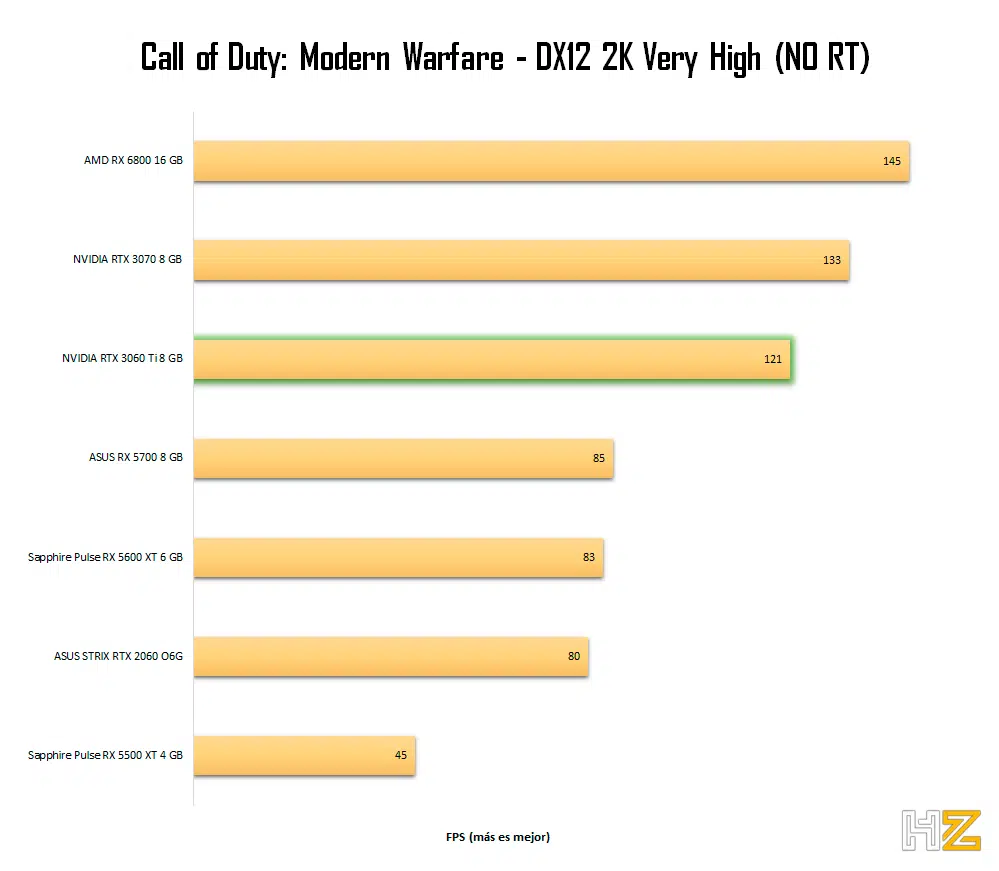 Call of Duty: Modern Warfare - DX12 2K Very High (NO RT)
AMD RX 6800 16 GB
145
NVIDIA RTX 3070 8 GB
133
NVIDIA RTX 3060 Ti 8 GB
121
ASUS RX 5700 8 GB
85
Sapphire Pulse RX 5600 XT 6 GB
83
ASUS STRIX RTX 2060 O6G
80
Sapphire Pulse RX 5500 XT 4 GB
45
FPS (más es mejor)
HZ